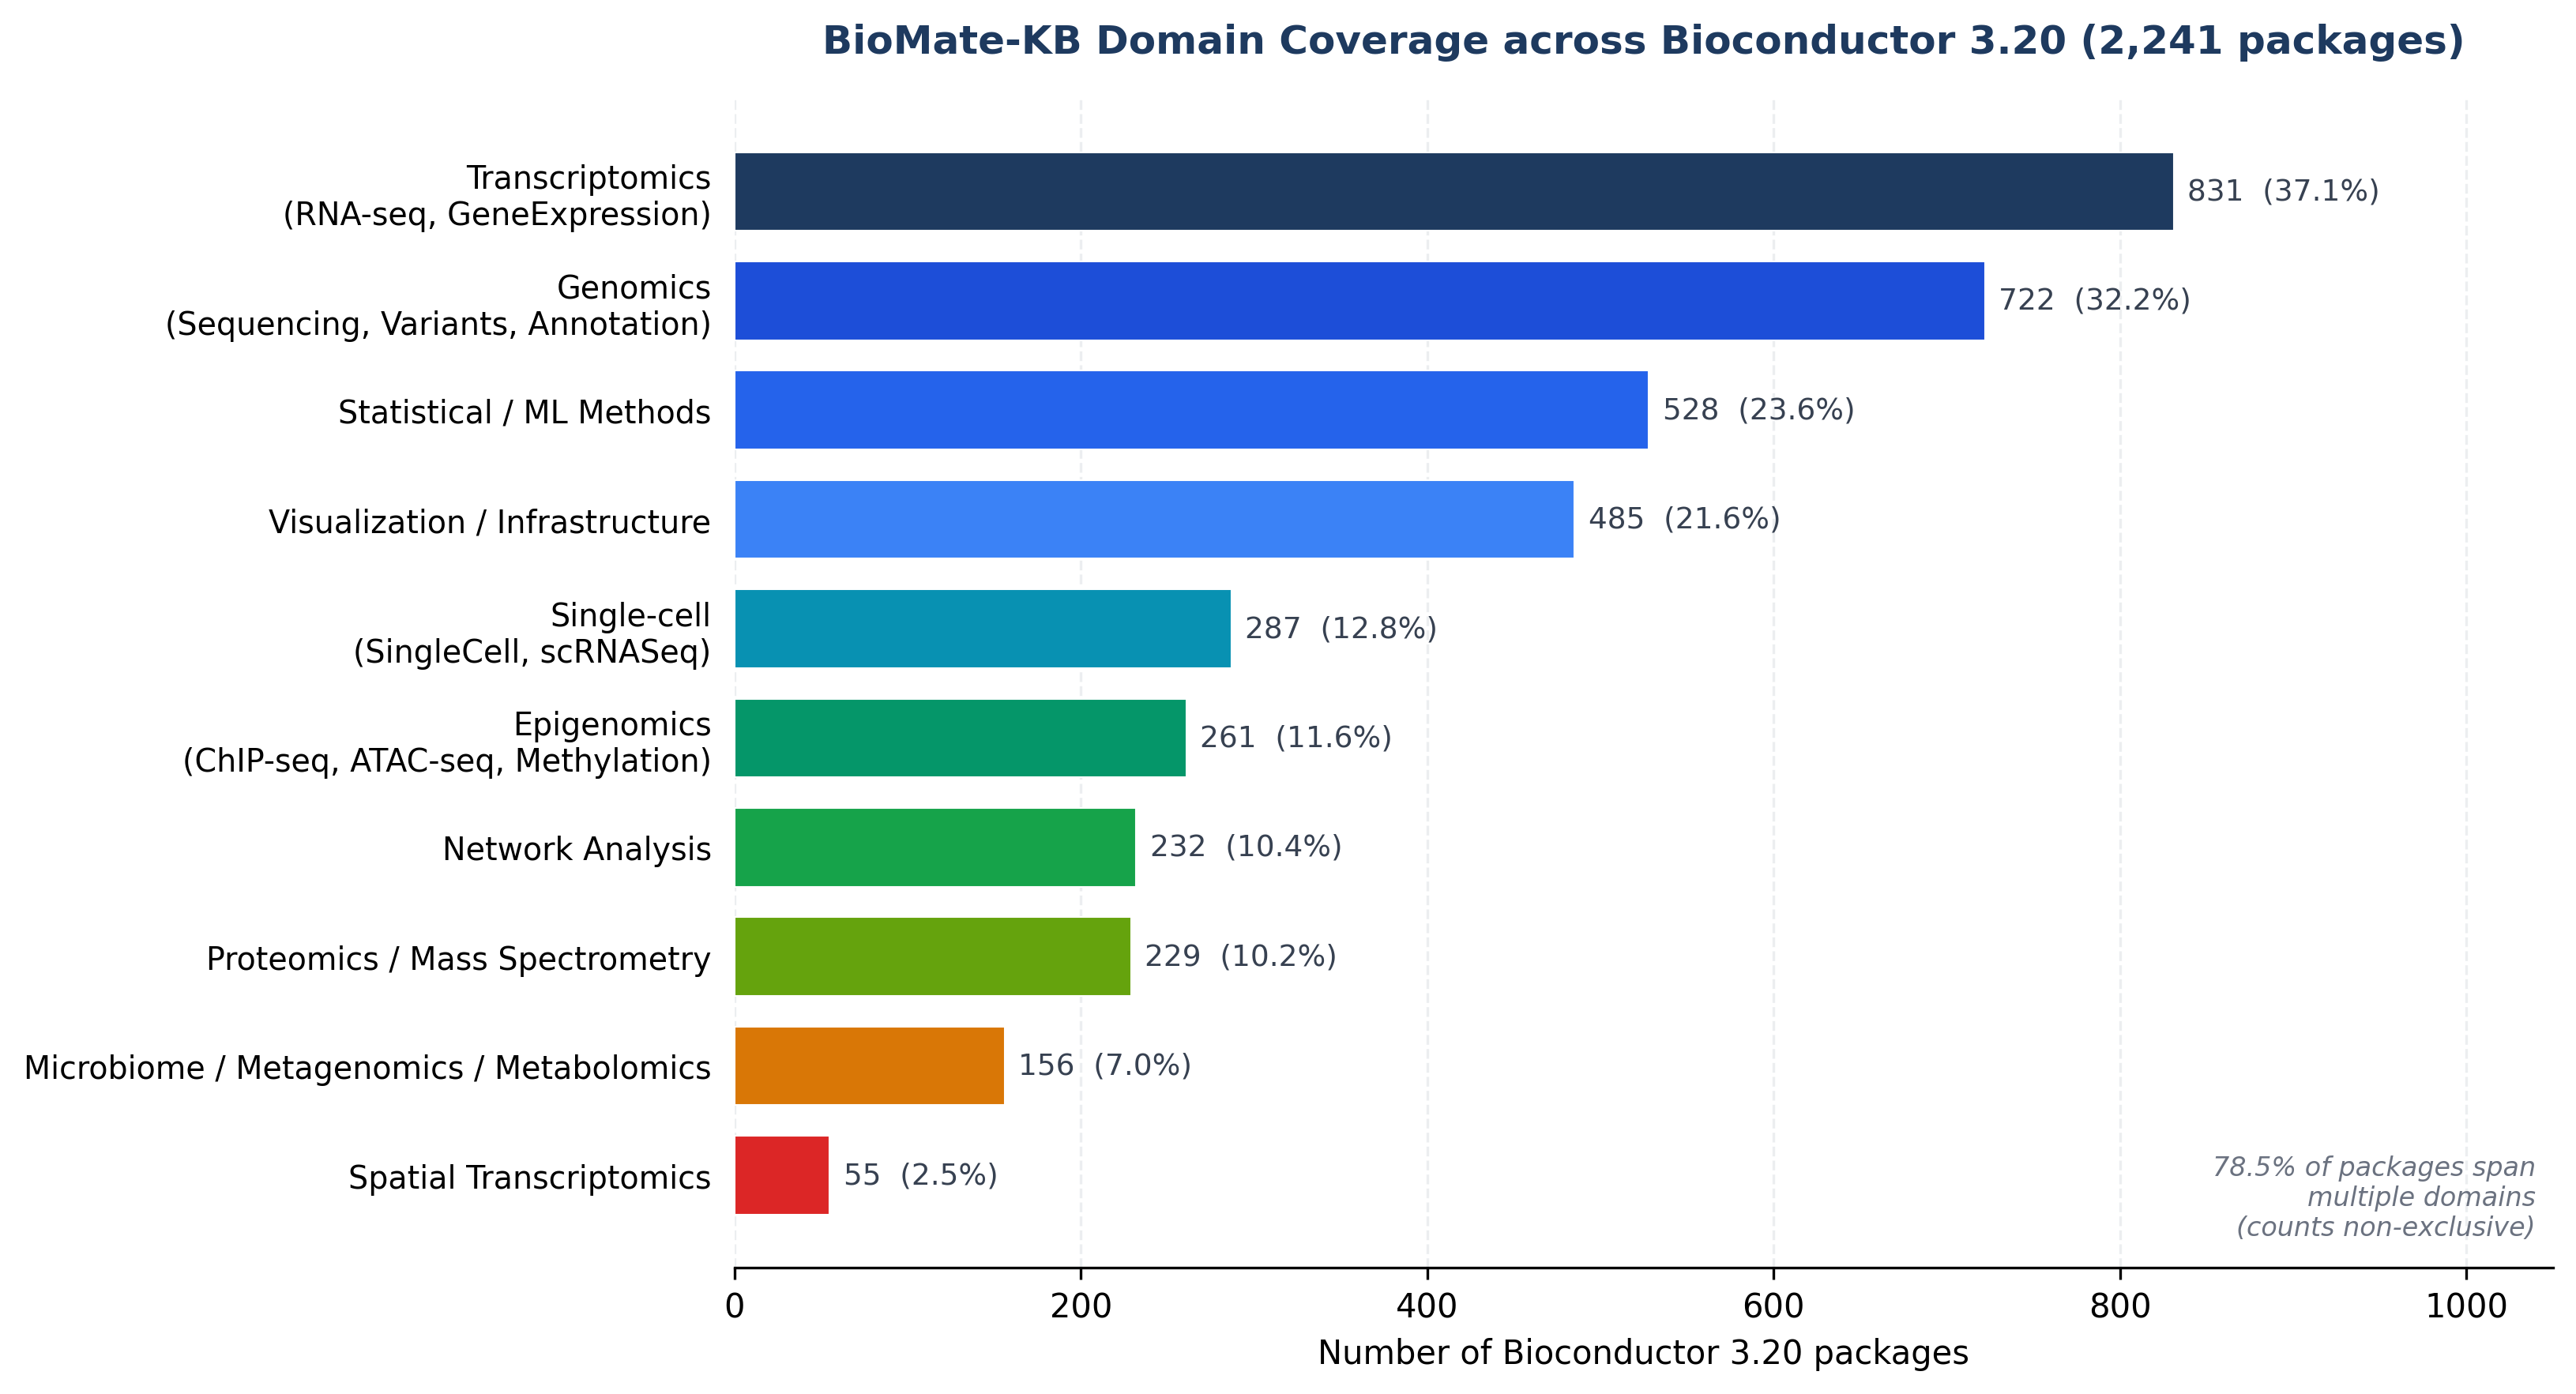 BioMate-KB Domain Coverage across Bioconductor 3.20 (2,241 packages)
Transcriptomics
(RNA-seq, GeneExpression)
831 (37.1%)
Genomics
(Sequencing, Variants, Annotation)
722 (32.2%)
Statistical / ML Methods
528 (23.6%)
Visualization / Infrastructure
485 (21.6%)
Single-cell
(SingleCell, scRNASeq)
287 (12.8%)
Epigenomics
(ChIP-seq, ATAC-seq, Methylation)
261 (11.6%)
Network Analysis
232 (10.4%)
Proteomics / Mass Spectrometry
229 (10.2%)
Microbiome / Metagenomics / Metabolomics
156 (7.0%)
Spatial Transcriptomics
55 (2.5%)
78.5% of packages span
multiple domains
(counts non-exclusive)
0 200 400 600 800 1000
Number of Bioconductor 3.20 packages